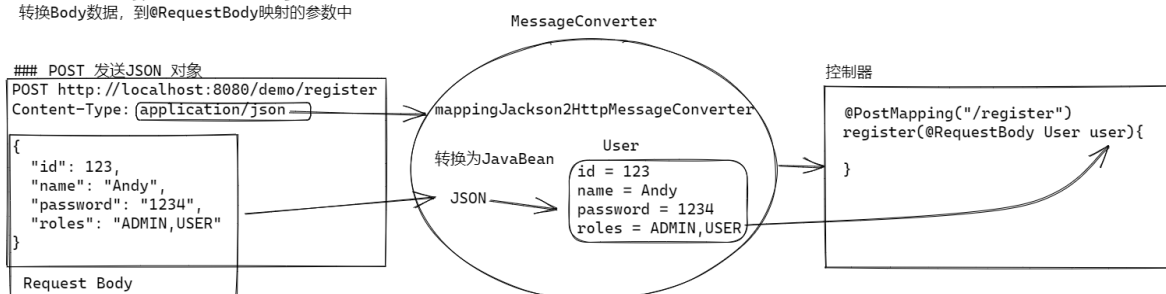 转换Body数据，到@RequestBody映射的参数中
MessageConverter
### POST 发送JSON 对象
POST http://localhost:8080/demo/register
Content-Type: application/json
{
"id": 123,
"name": "Andy",
"password": "1234",
"roles": "ADMIN,USER"
}
Request Body
mappingJackson2HttpMessageConverter
转换为JavaBean
JSON
User
id = 123
name = Andy
password = 1234
roles = ADMIN,USER
控制器
@PostMapping("/register")
register(@RequestBody User user){
}